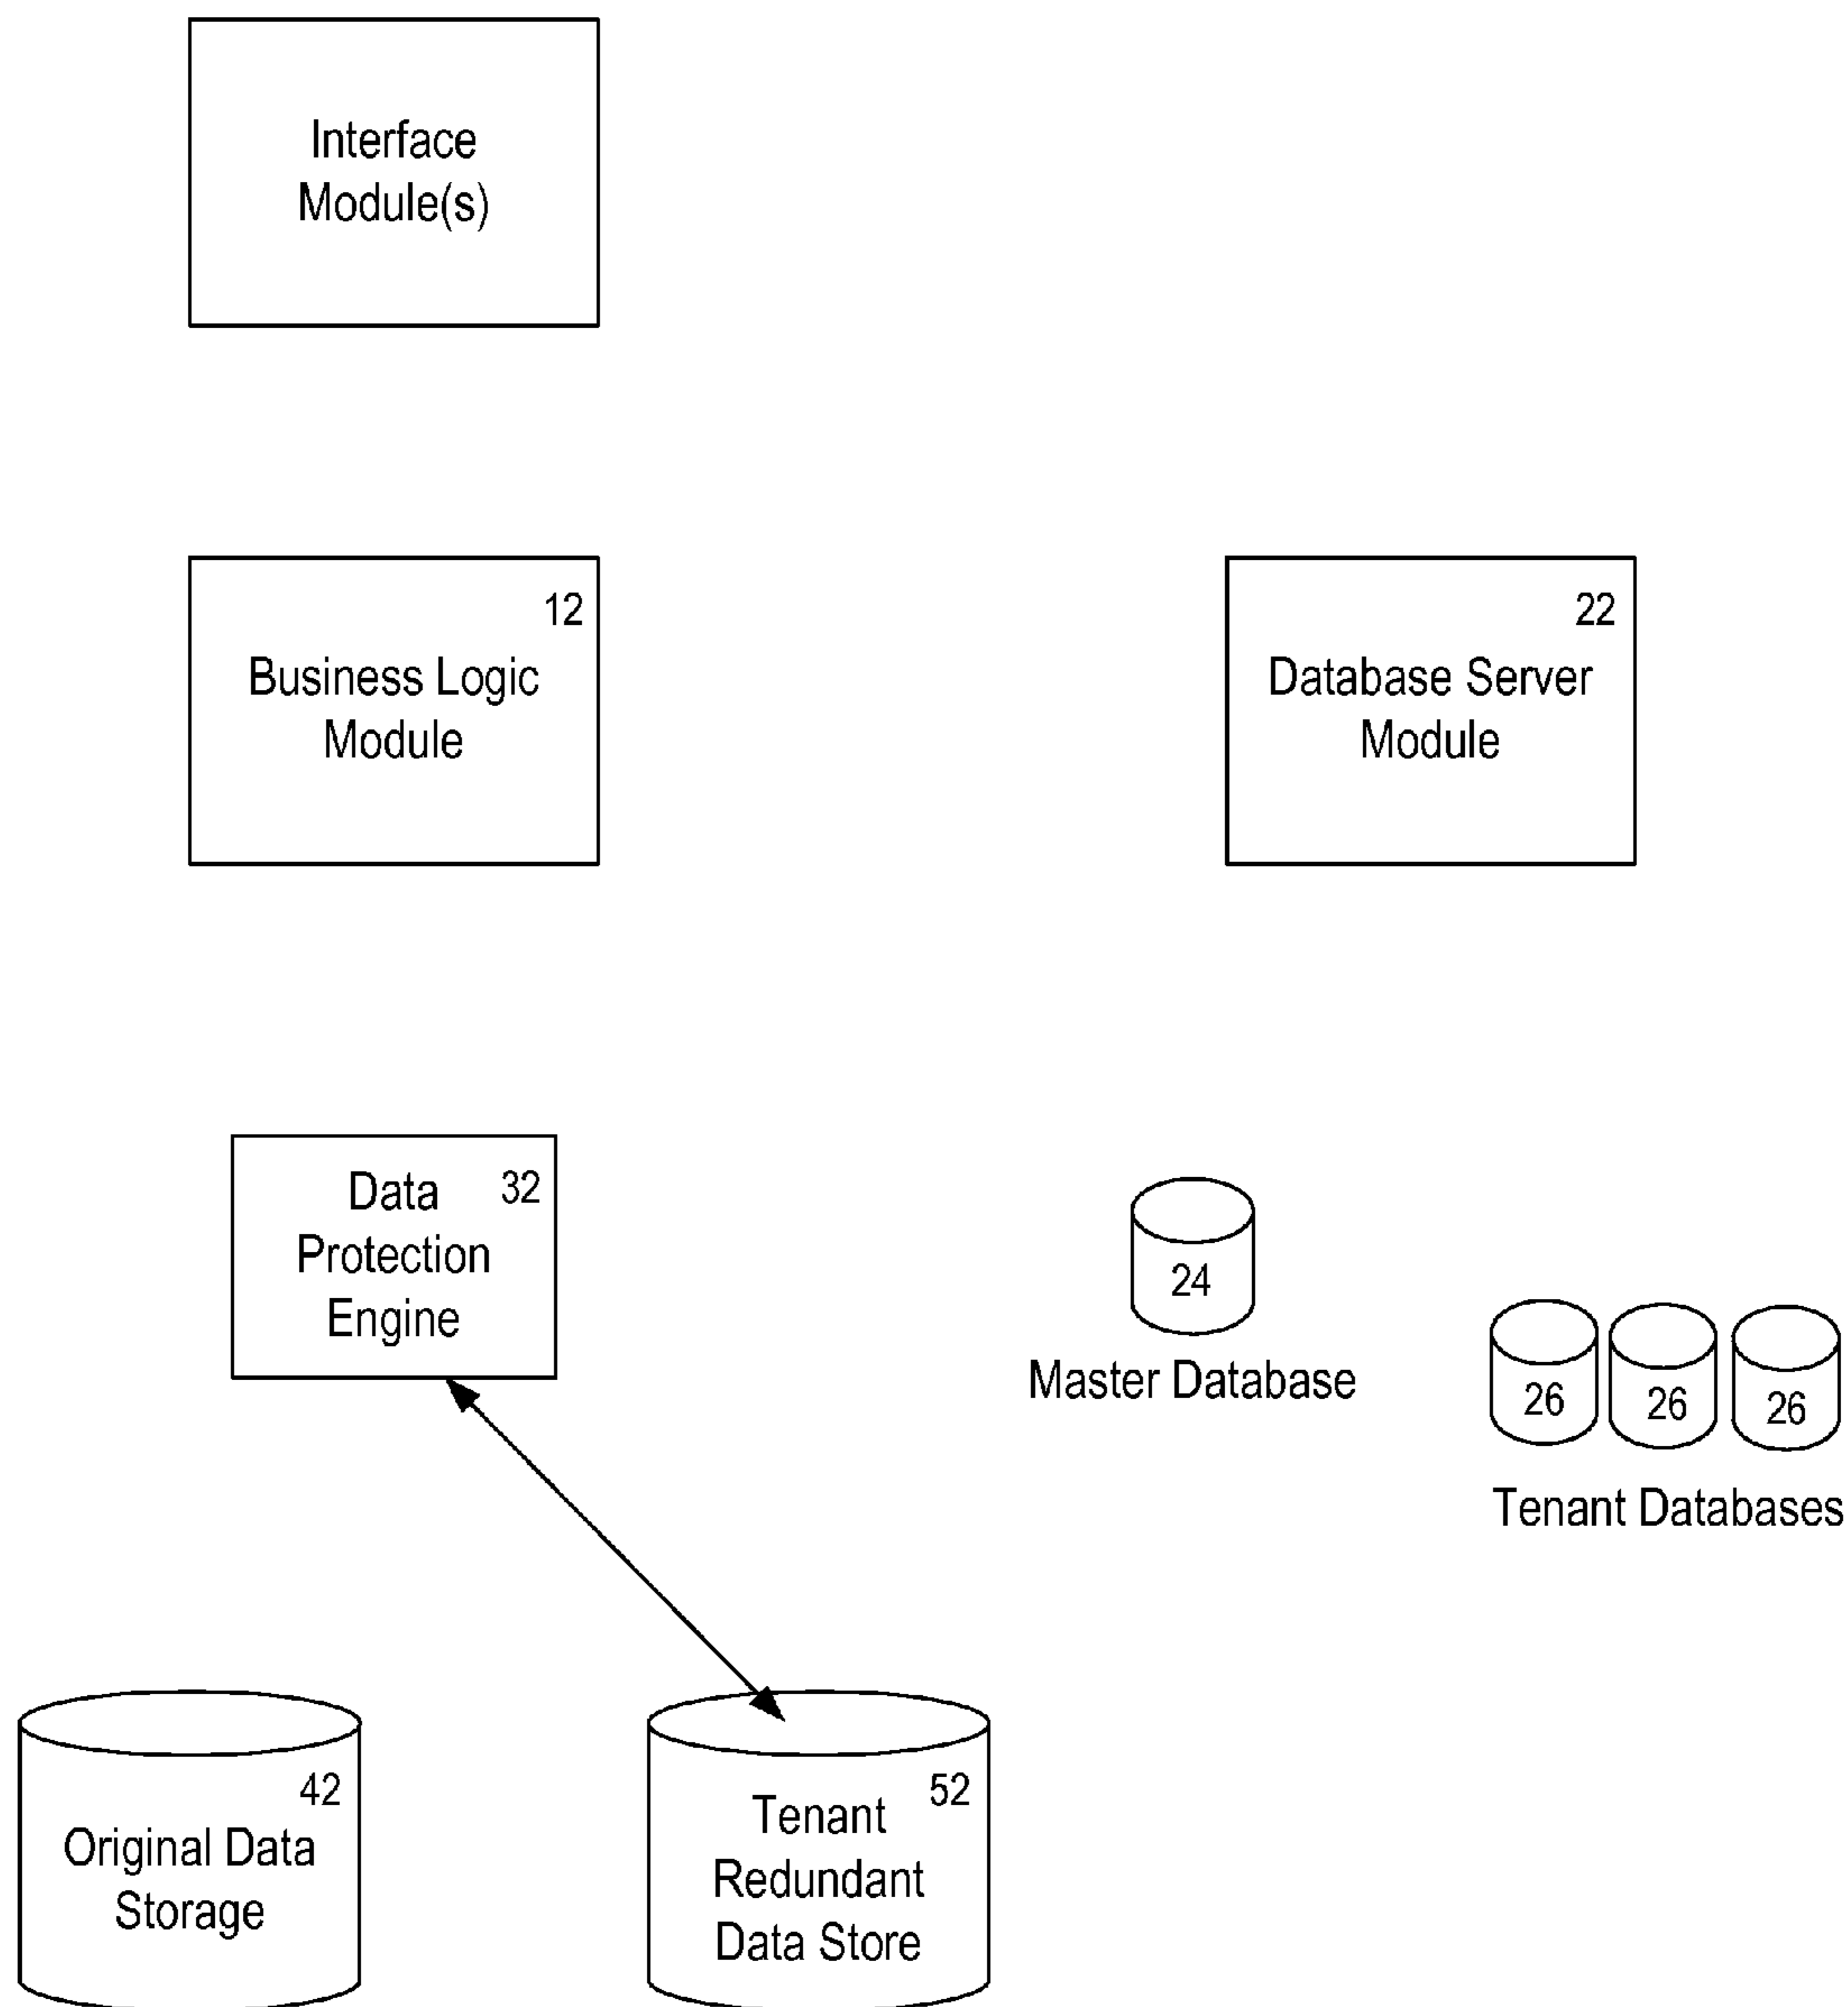 Interface
Module(s)
12
Business Logic
Module
22
Database Server
Module
32
Data
Protection
Engine
24
Master Database
26
26
26
Tenant Databases
42
Original Data
Storage
52
Tenant
Redundant
Data Store